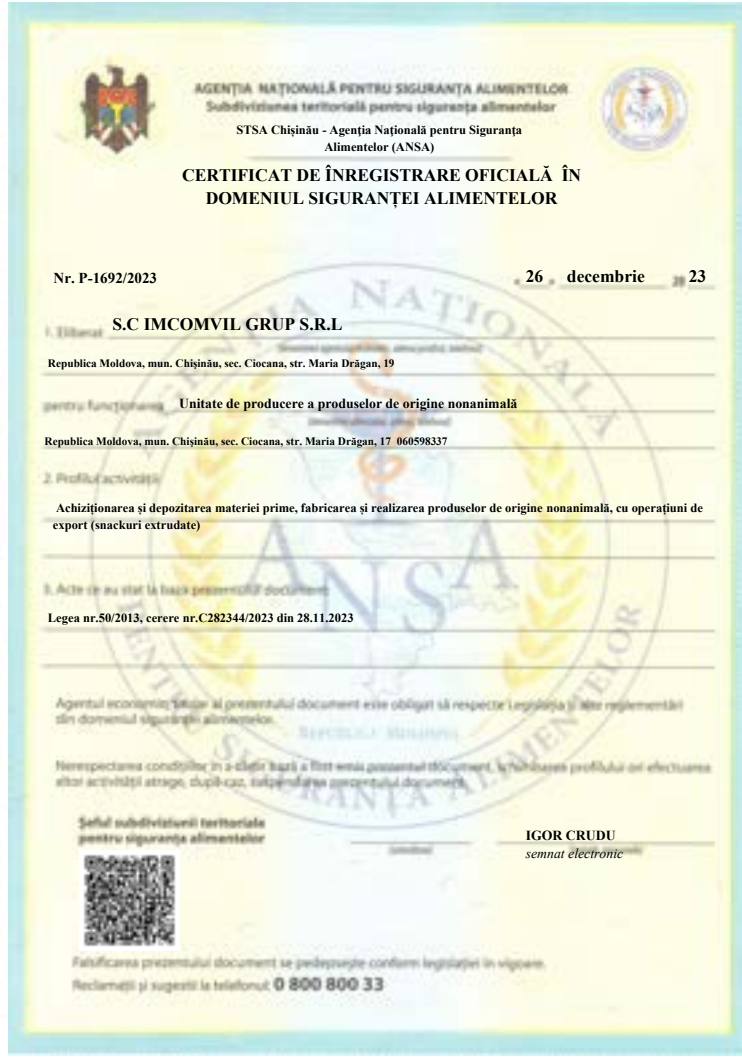 AGENȚIA NAȚIONALĂ PENTRU SIGURANȚA ALIMENTELOR
Subdiviziunea teritorială pentru siguranța alimentelor
STSA Chișinău - Agenția Națională pentru Siguranța
Alimentelor (ANSA)
CERTIFICAT DE ÎNREGISTRARE OFICIALĂ ÎN
DOMENIUL SIGURANȚEI ALIMENTELOR
Nr. P-1692/2023
„ 26 „ decembrie 20 23
1. Eliberat S.C IMCOMVIL GRUP S.R.L
Republica Moldova, mun. Chișinău, sec. Ciocana, str. Maria Drăgan, 19
pentru funcționarea Unitate de producere a produselor de origine nonanimală
Republica Moldova, mun. Chișinău, sec. Ciocana, str. Maria Drăgan, 17 060598337
2. Profilul activității
Achiziționarea și depozitarea materiei prime, fabricarea și realizarea produselor de origine nonanimală, cu operațiuni de
export (snackuri extrudate)
3. Acte ce au stat la baza prezentului document:
Legea nr.50/2013, cerere nr.C282344/2023 din 28.11.2023
Agentul economic titular al prezentului document este obligat să respecte Legislația și alte reglementări
din domeniul siguranței alimentelor.
Nerespectarea condițiilor în a căror bază a fost emis prezentul document, schimbarea profilului ori efectuarea
altor activități atrage, după caz, suspendarea prezentului document.
Șeful subdiviziunii teritoriale
pentru siguranța alimentelor
IGOR CRUDU
semnat electronic
Falsificarea prezentului document se pedepsește conform legislației în vigoare.
Reclamații și sugestii la telefonul: 0 800 800 33
AGENȚIA NAȚIONALĂ
PENTRU SIGURANȚA ALIMENTELOR
ANSA
REPUBLICA MOLDOVA